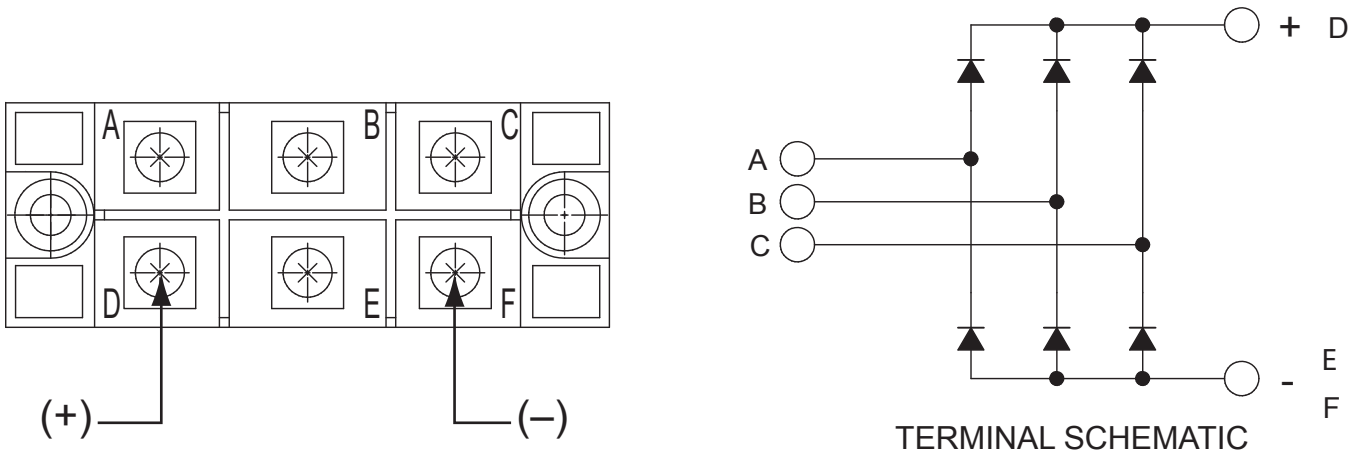 A B C
D E F
(+) (–)
+ D
A
B
C
- E
F
TERMINAL SCHEMATIC